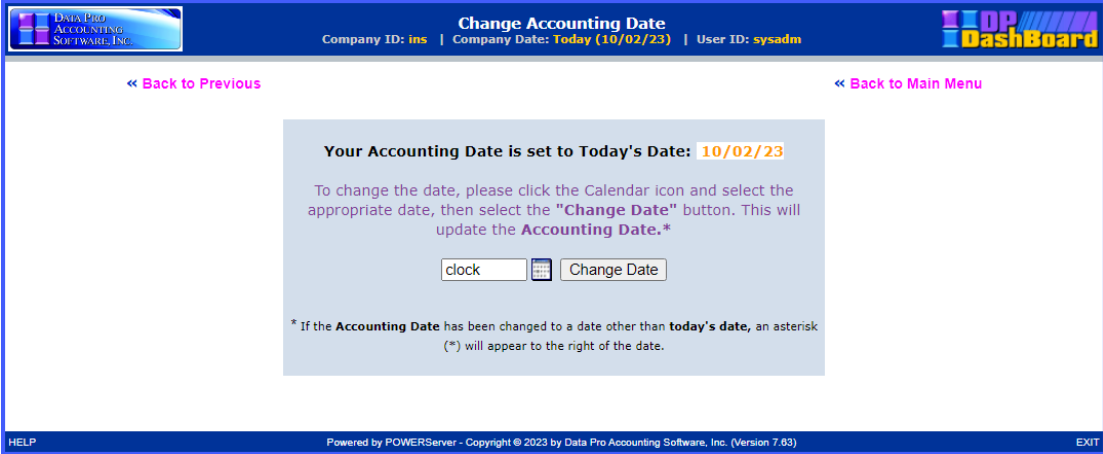 DATA PRO
ACCOUNTING
SOFTWARE, INC.
Change Accounting Date
Company ID: ins | Company Date: Today (10/02/23) | User ID: sysadm
DP
DashBoard
« Back to Previous
« Back to Main Menu
Your Accounting Date is set to Today's Date: 10/02/23
To change the date, please click the Calendar icon and select the
appropriate date, then select the "Change Date" button. This will
update the Accounting Date.*
clock
Change Date
* If the Accounting Date has been changed to a date other than today's date, an asterisk
(*) will appear to the right of the date.
HELP
Powered by POWERServer - Copyright © 2023 by Data Pro Accounting Software, Inc. (Version 7.63)
EXIT